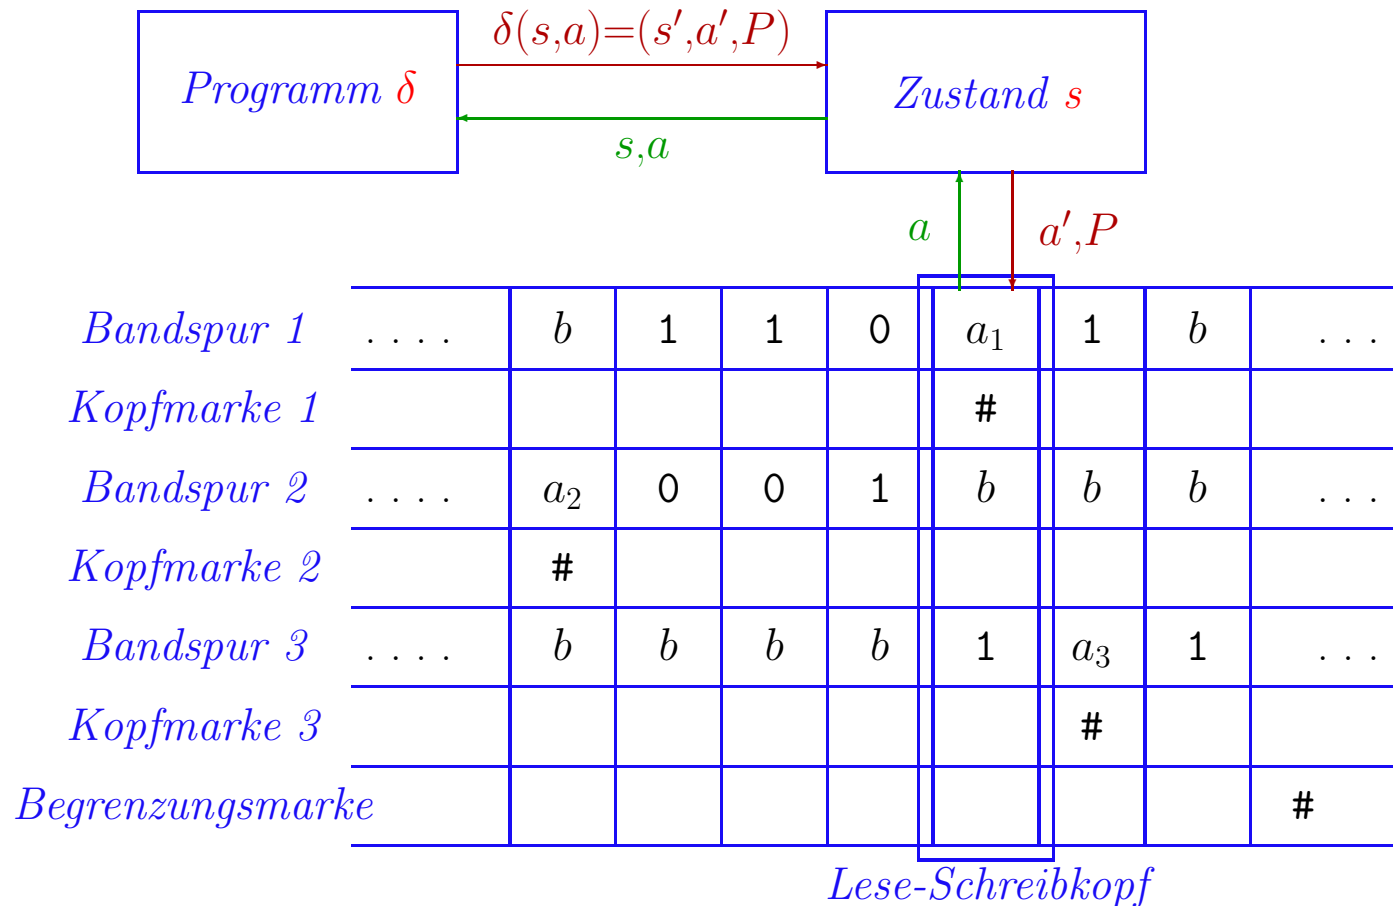 δ(s,a)=(s′,a′,P)
Programm δ
Zustand s
s,a
a
a′,P
Bandspur 1 . . . . b 1 1 0 a₁ 1 b . . .
Kopfmarke 1 #
Bandspur 2 . . . . a₂ 0 0 1 b b b . . .
Kopfmarke 2 #
Bandspur 3 . . . . b b b b 1 a₃ 1 . . .
Kopfmarke 3 #
Begrenzungsmarke #
Lese-Schreibkopf